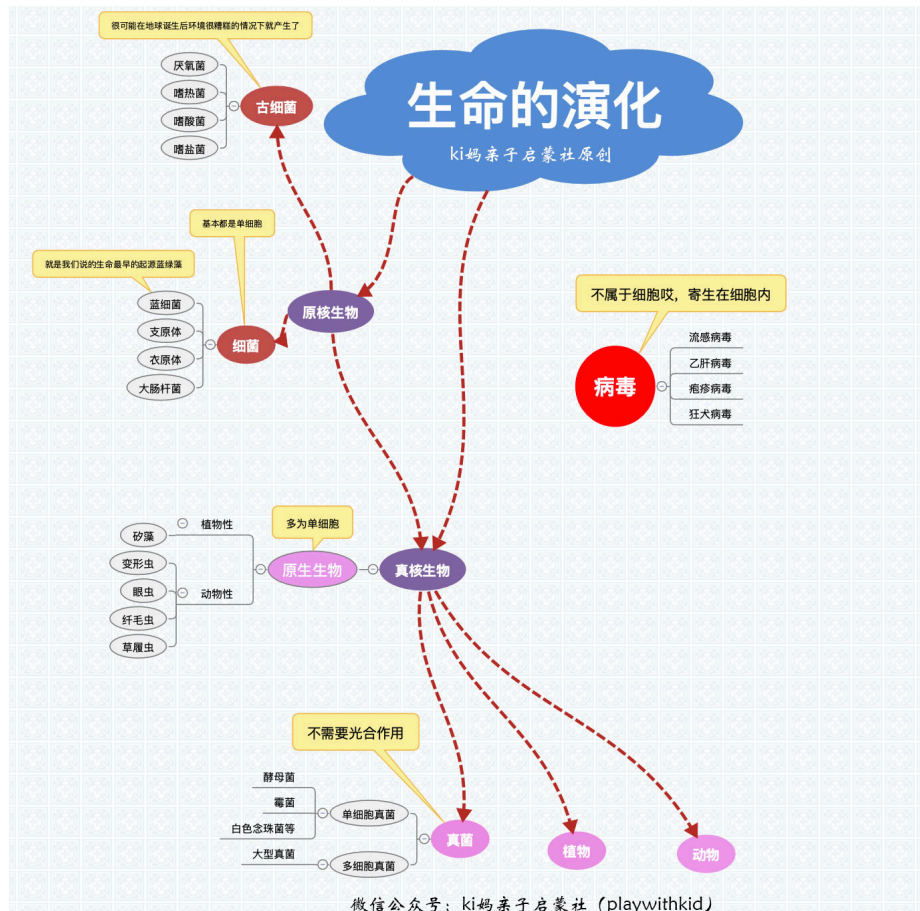 很可能在地球诞生后环境很糟糕的情况下就产生了
厌氧菌
嗜热菌
嗜酸菌
嗜盐菌
古细菌
生命的演化
ki妈亲子启蒙社原创
基本都是单细胞
就是我们说的生命最早的起源蓝绿藻
蓝细菌
支原体
衣原体
大肠杆菌
细菌
原核生物
不属于细胞哎，寄生在细胞内
病毒
流感病毒
乙肝病毒
疱疹病毒
狂犬病毒
多为单细胞
植物性
矽藻
变形虫
眼虫
纤毛虫
草履虫
动物性
原生生物
真核生物
不需要光合作用
酵母菌
霉菌
白色念珠菌等
单细胞真菌
大型真菌
多细胞真菌
真菌
植物
动物
微信公众号：ki妈亲子启蒙社（playwithkid）